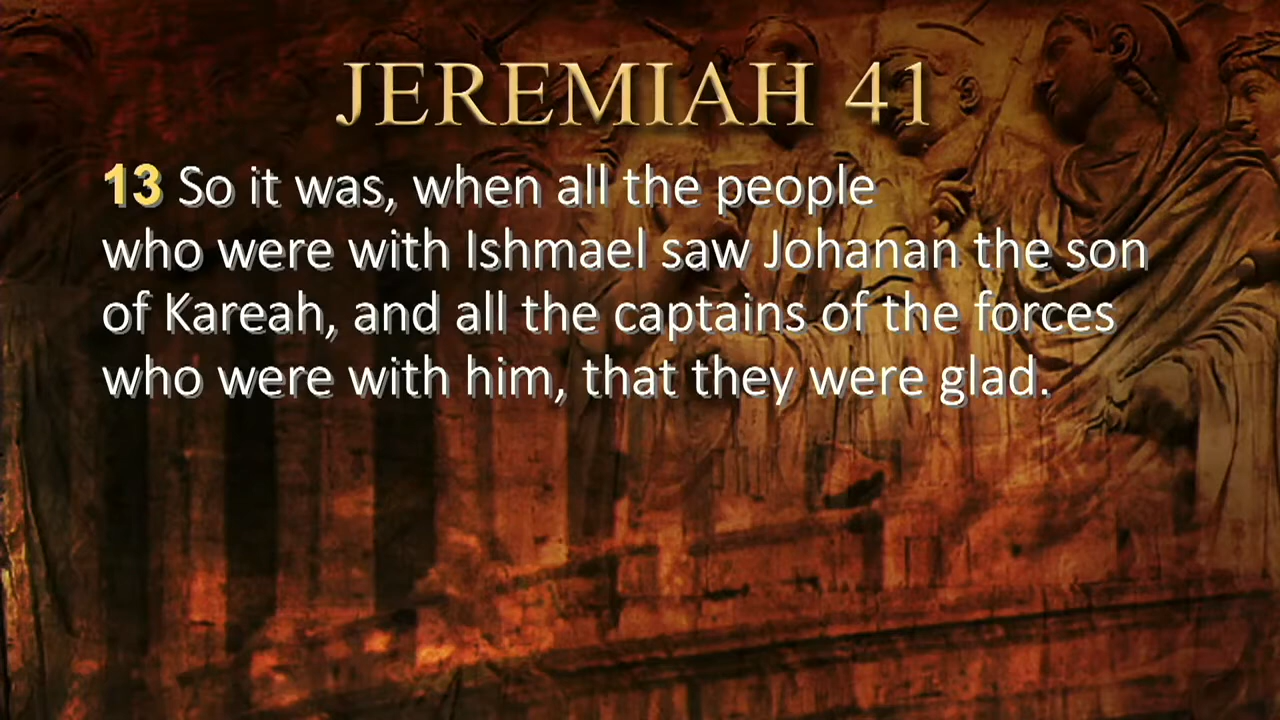 JEREMIAH 41
13 So it was, when all the people
who were with Ishmael saw Johanan the son
of Kareah, and all the captains of the forces
who were with him, that they were glad.